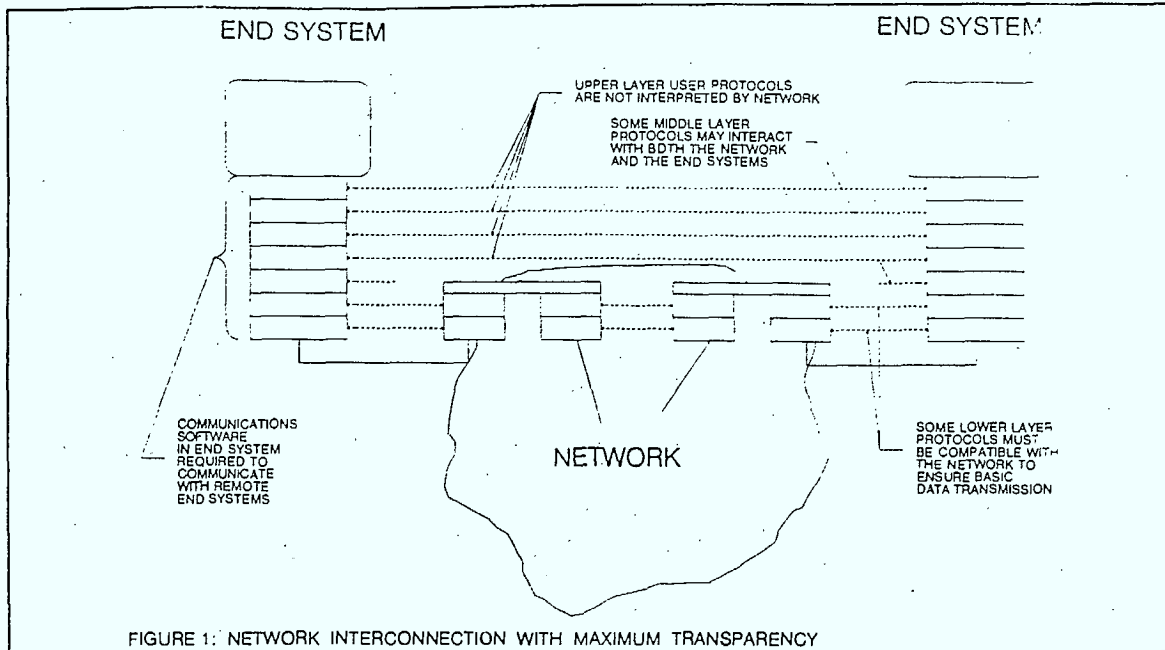 END SYSTEM
END SYSTEM
UPPER LAYER USER PROTOCOLS
ARE NOT INTERPRETED BY NETWORK
SOME MIDDLE LAYER
PROTOCOLS MAY INTERACT
WITH BOTH THE NETWORK
AND THE END SYSTEMS
COMMUNICATIONS
SOFTWARE
IN END SYSTEM
REQUIRED TO
COMMUNICATE
WITH REMOTE
END SYSTEMS
NETWORK
SOME LOWER LAYER
PROTOCOLS MUST
BE COMPATIBLE WITH
THE NETWORK TO
ENSURE BASIC
DATA TRANSMISSION
FIGURE 1: NETWORK INTERCONNECTION WITH MAXIMUM TRANSPARENCY